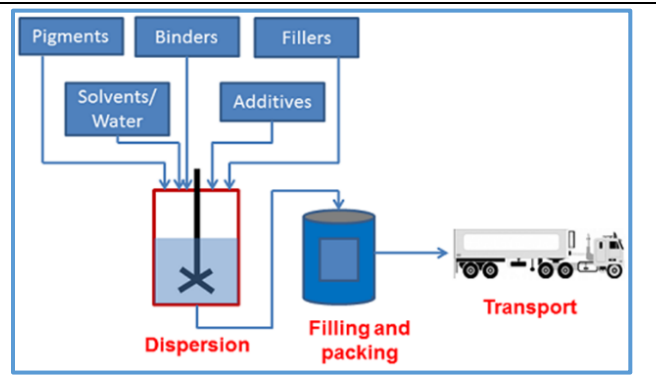 Pigments
Binders
Fillers
Solvents/
Water
Additives
Dispersion
Filling and
packing
Transport